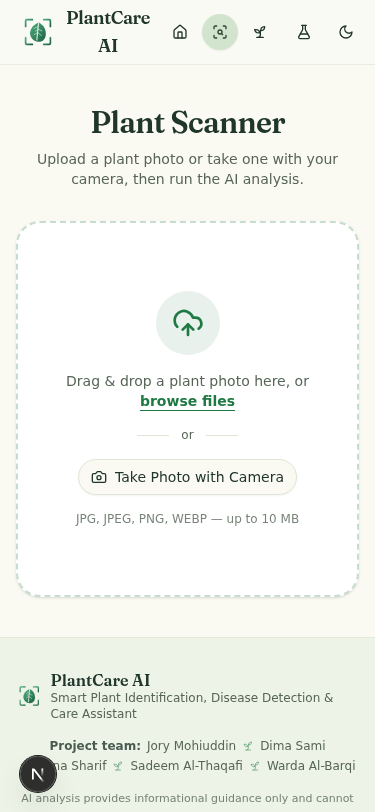 PlantCare
AI
Plant Scanner
Upload a plant photo or take one with your
camera, then run the AI analysis.
Drag & drop a plant photo here, or
browse files
or
Take Photo with Camera
JPG, JPEG, PNG, WEBP — up to 10 MB
PlantCare AI
Smart Plant Identification, Disease Detection &
Care Assistant
Project team: Jory Mohiuddin Dima Sami
Sharif Sadeem Al-Thaqafi Warda Al-Barqi
N
AI analysis provides informational guidance only and cannot